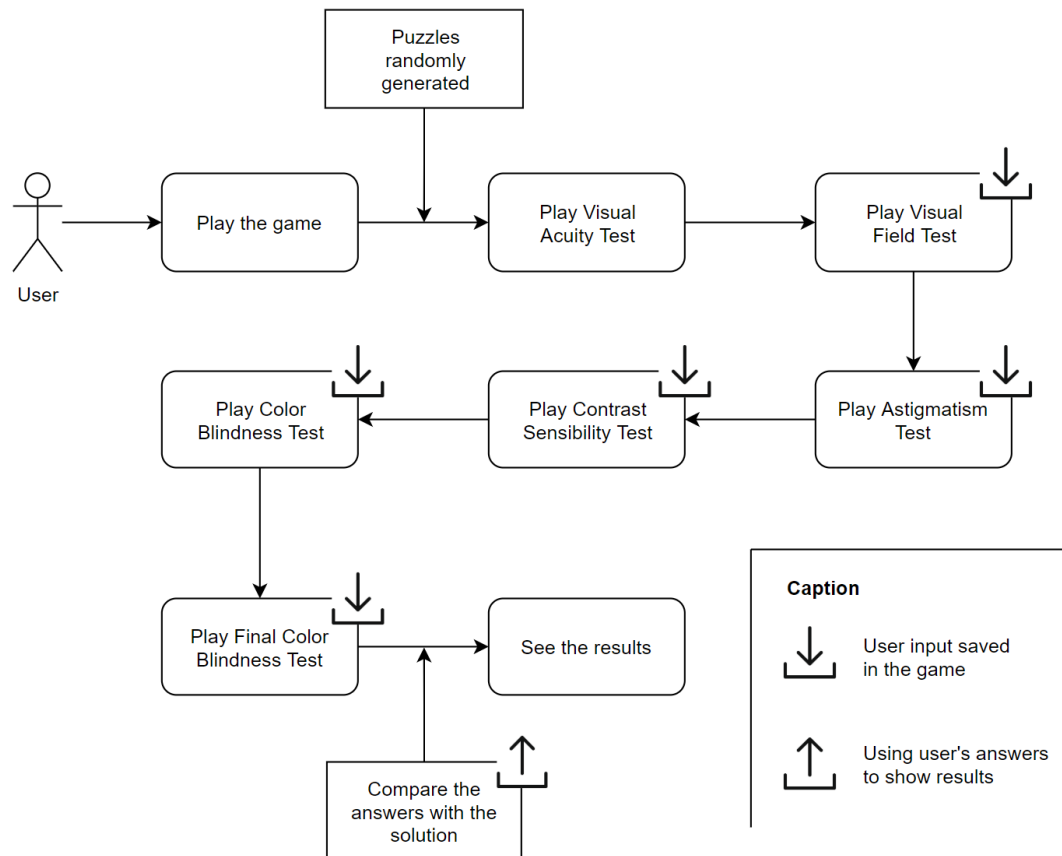 Puzzles
randomly
generated
User
Play the game
Play Visual
Acuity Test
Play Visual
Field Test
Play Color
Blindness Test
Play Contrast
Sensibility Test
Play Astigmatism
Test
Play Final Color
Blindness Test
See the results
Compare the
answers with the
solution
Caption
User input saved
in the game
Using user's answers
to show results